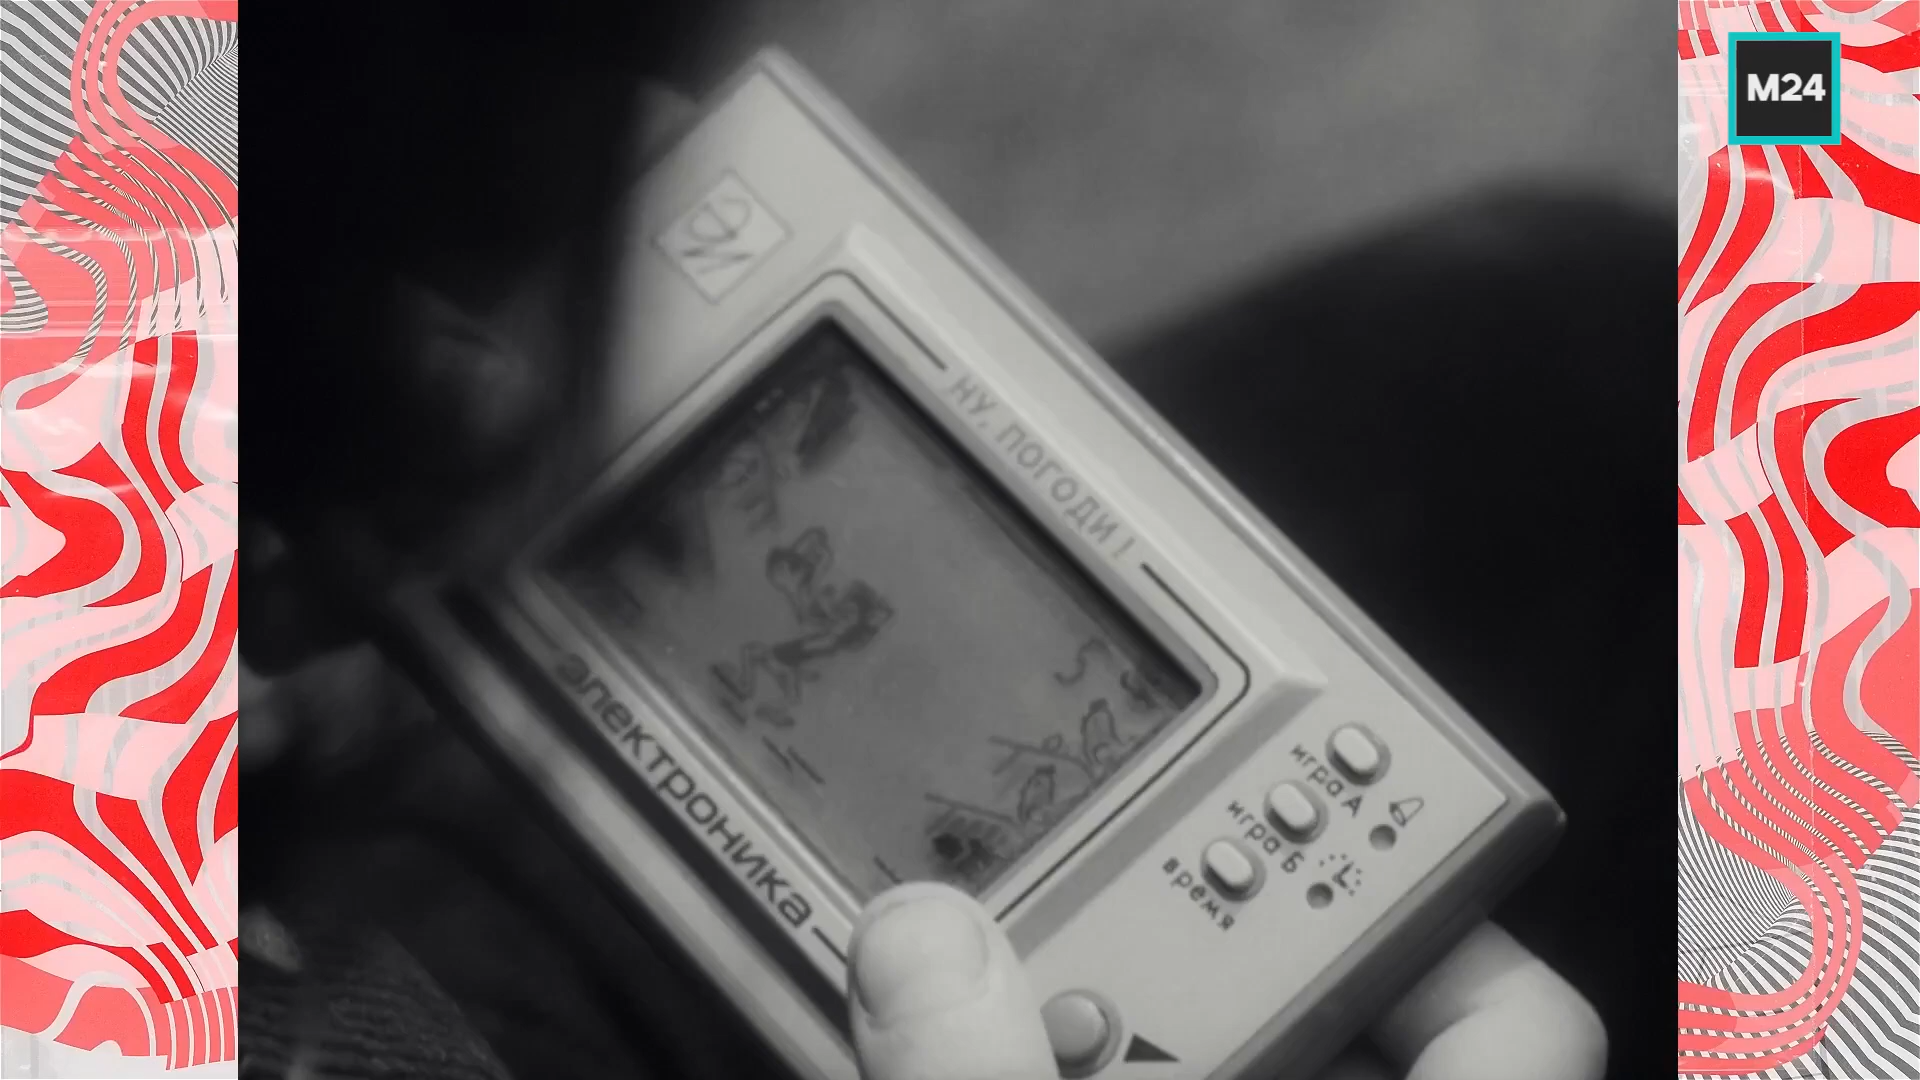 M24
НУ, ПОГОДИ!
электроника
игра А
игра Б
время